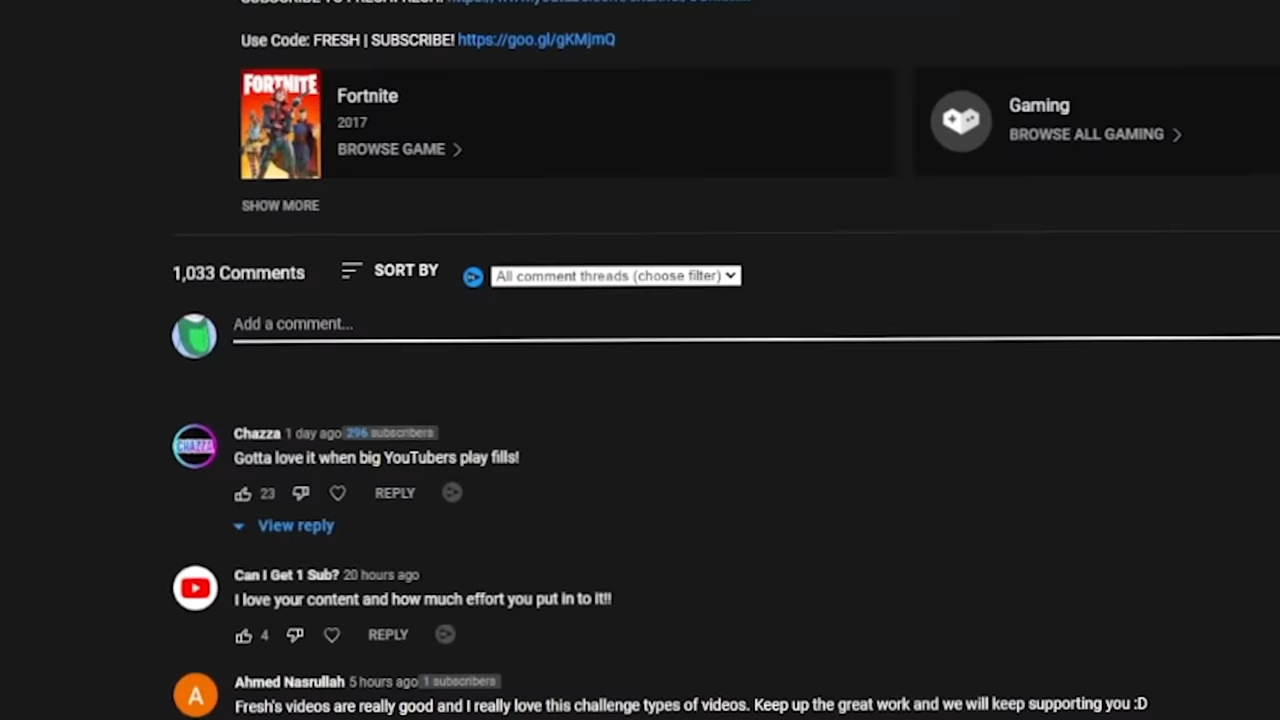 SUBSCRIBE TO FRESH!
Use Code: FRESH | SUBSCRIBE! https://goo.gl/gKMjmQ
FORTNITE
Fortnite
2017
BROWSE GAME
Gaming
BROWSE ALL GAMING
SHOW MORE
1,033 Comments
SORT BY
All comment threads (choose filter)
Add a comment...
CHAZZA
Chazza 1 day ago 296 subscribers
Gotta love it when big YouTubers play fills!
23 REPLY
View reply
Can I Get 1 Sub? 20 hours ago
I love your content and how much effort you put in to it!!
4 REPLY
A
Ahmed Nasrullah 5 hours ago 1 subscribers
Fresh's videos are really good and I really love this challenge types of videos. Keep up the great work and we will keep supporting you :D